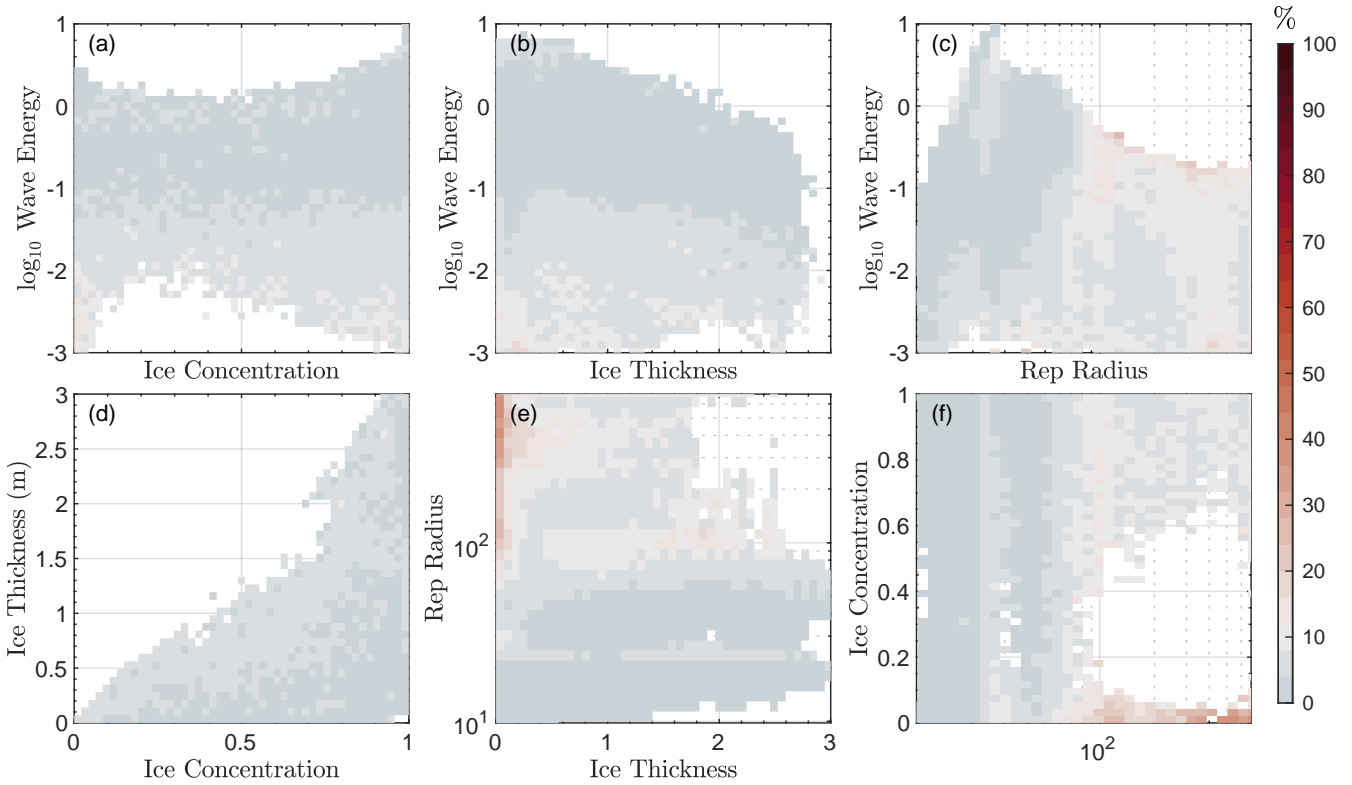 %
(a)
1
0
-1
-2
-3
log10 Wave Energy
Ice Concentration
(b)
1
0
-1
-2
-3
log10 Wave Energy
Ice Thickness
(c)
1
0
-1
-2
-3
log10 Wave Energy
Rep Radius
100
90
80
70
60
50
40
30
20
10
0
(d)
3
2.5
2
1.5
1
0.5
0
Ice Thickness (m)
0 0.5 1
Ice Concentration
(e)
10^2
10^1
Rep Radius
0 1 2 3
Ice Thickness
(f)
1
0.8
0.6
0.4
0.2
0
Ice Concentration
10^2